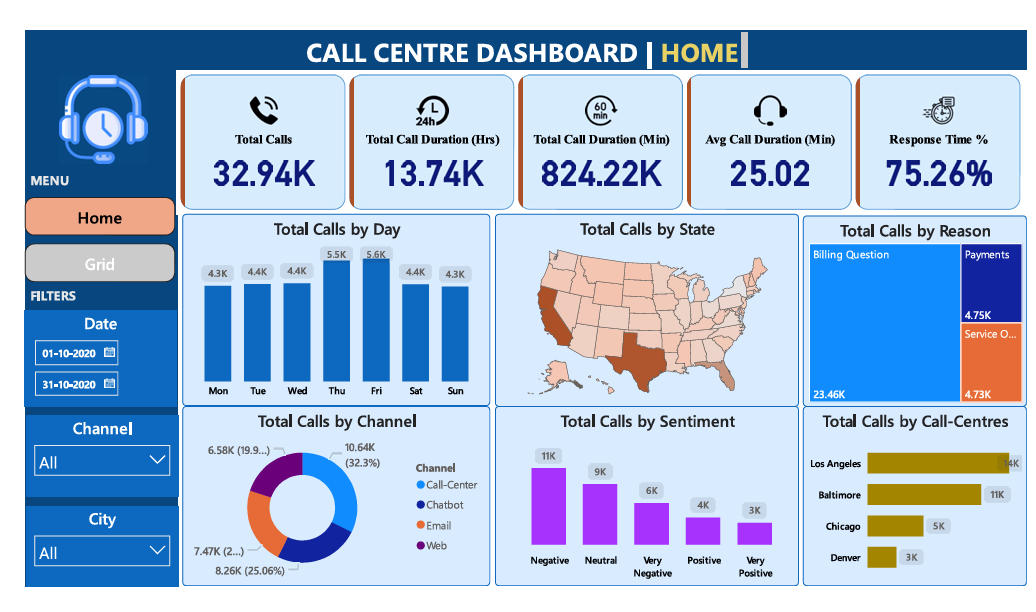 CALL CENTRE DASHBOARD | HOME
MENU
Home
Grid
FILTERS
Date
01-10-2020
31-10-2020
Channel
All
City
All
Total Calls
32.94K
24h
Total Call Duration (Hrs)
13.74K
60
min
Total Call Duration (Min)
824.22K
Avg Call Duration (Min)
25.02
Response Time %
75.26%
Total Calls by Day
4.3K 4.4K 4.4K 5.5K 5.6K 4.4K 4.3K
Mon Tue Wed Thu Fri Sat Sun
Total Calls by State
Total Calls by Reason
Billing Question
23.46K
Payments
4.75K
Service O...
4.73K
Total Calls by Channel
6.58K (19.9...)
10.64K
(32.3%)
7.47K (2...)
8.26K (25.06%)
Channel
Call-Center
Chatbot
Email
Web
Total Calls by Sentiment
11K 9K 6K 4K 3K
Negative Neutral Very Negative Positive Very Positive
Total Calls by Call-Centres
Los Angeles 14K
Baltimore 11K
Chicago 5K
Denver 3K